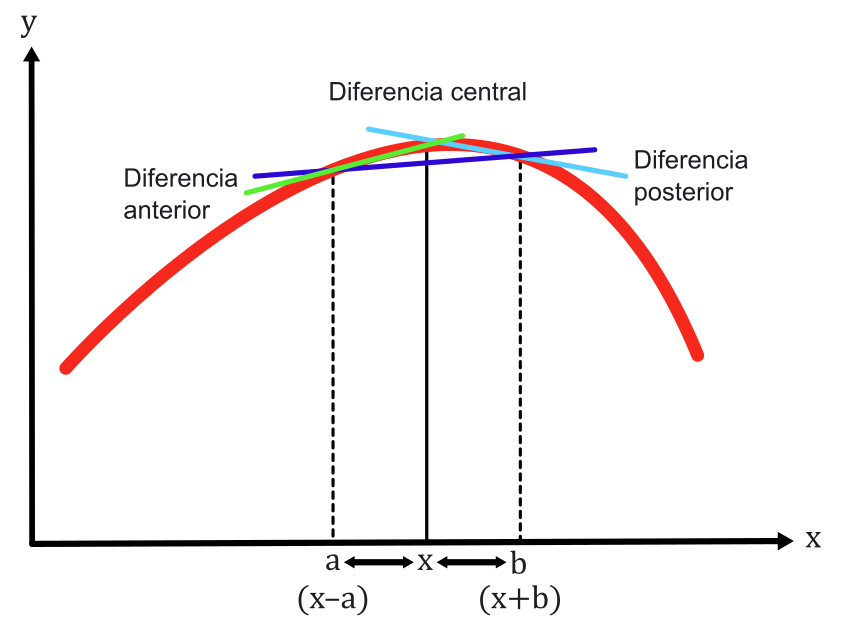 y
Diferencia central
Diferencia
anterior
Diferencia
posterior
x
a
x
b
(x–a)
(x+b)